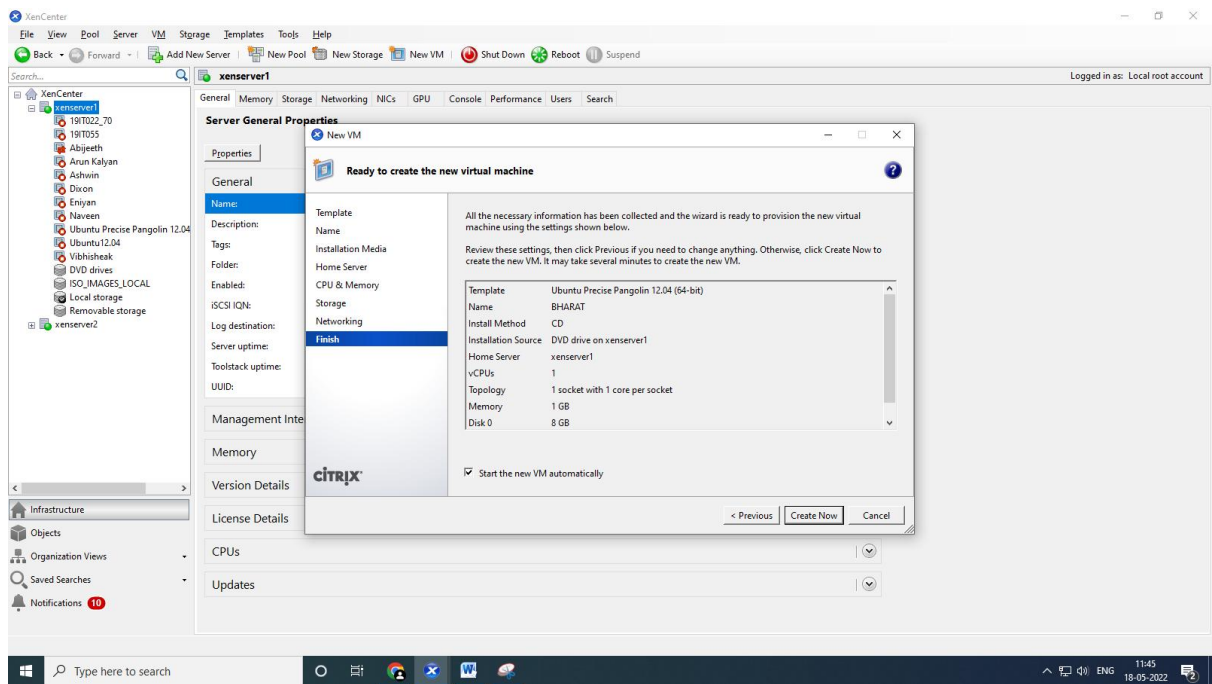 XenCenter
File View Pool Server VM Storage Templates Tools Help
Back Forward Add New Server New Pool New Storage New VM Shut Down Reboot Suspend
Search... xenserver1 Logged in as: Local root account
XenCenter
xenserver1
19IT022_70
19IT055
Abijeeth
Arun Kalyan
Ashwin
Dixon
Eniyan
Naveen
Ubuntu Precise Pangolin 12.04
Ubuntu12.04
Vibhisheak
DVD drives
ISO_IMAGES_LOCAL
Local storage
Removable storage
xenserver2
Infrastructure
Objects
Organization Views
Saved Searches
Notifications 10
General Memory Storage Networking NICs GPU Console Performance Users Search
Server General Properties
Properties
General
Name:
Description:
Tags:
Folder:
Enabled:
iSCSI IQN:
Log destination:
Server uptime:
Toolstack uptime:
UUID:
Management Inte
Memory
Version Details
License Details
CPUs
Updates
New VM
Ready to create the new virtual machine
Template
Name
Installation Media
Home Server
CPU & Memory
Storage
Networking
Finish
CITRIX
All the necessary information has been collected and the wizard is ready to provision the new virtual
machine using the settings shown below.
Review these settings, then click Previous if you need to change anything. Otherwise, click Create Now to
create the new VM. It may take several minutes to create the new VM.
Template Ubuntu Precise Pangolin 12.04 (64-bit)
Name BHARAT
Install Method CD
Installation Source DVD drive on xenserver1
Home Server xenserver1
vCPUs 1
Topology 1 socket with 1 core per socket
Memory 1 GB
Disk 0 8 GB
Start the new VM automatically
< Previous Create Now Cancel
Type here to search
ENG
11:45
18-05-2022
2